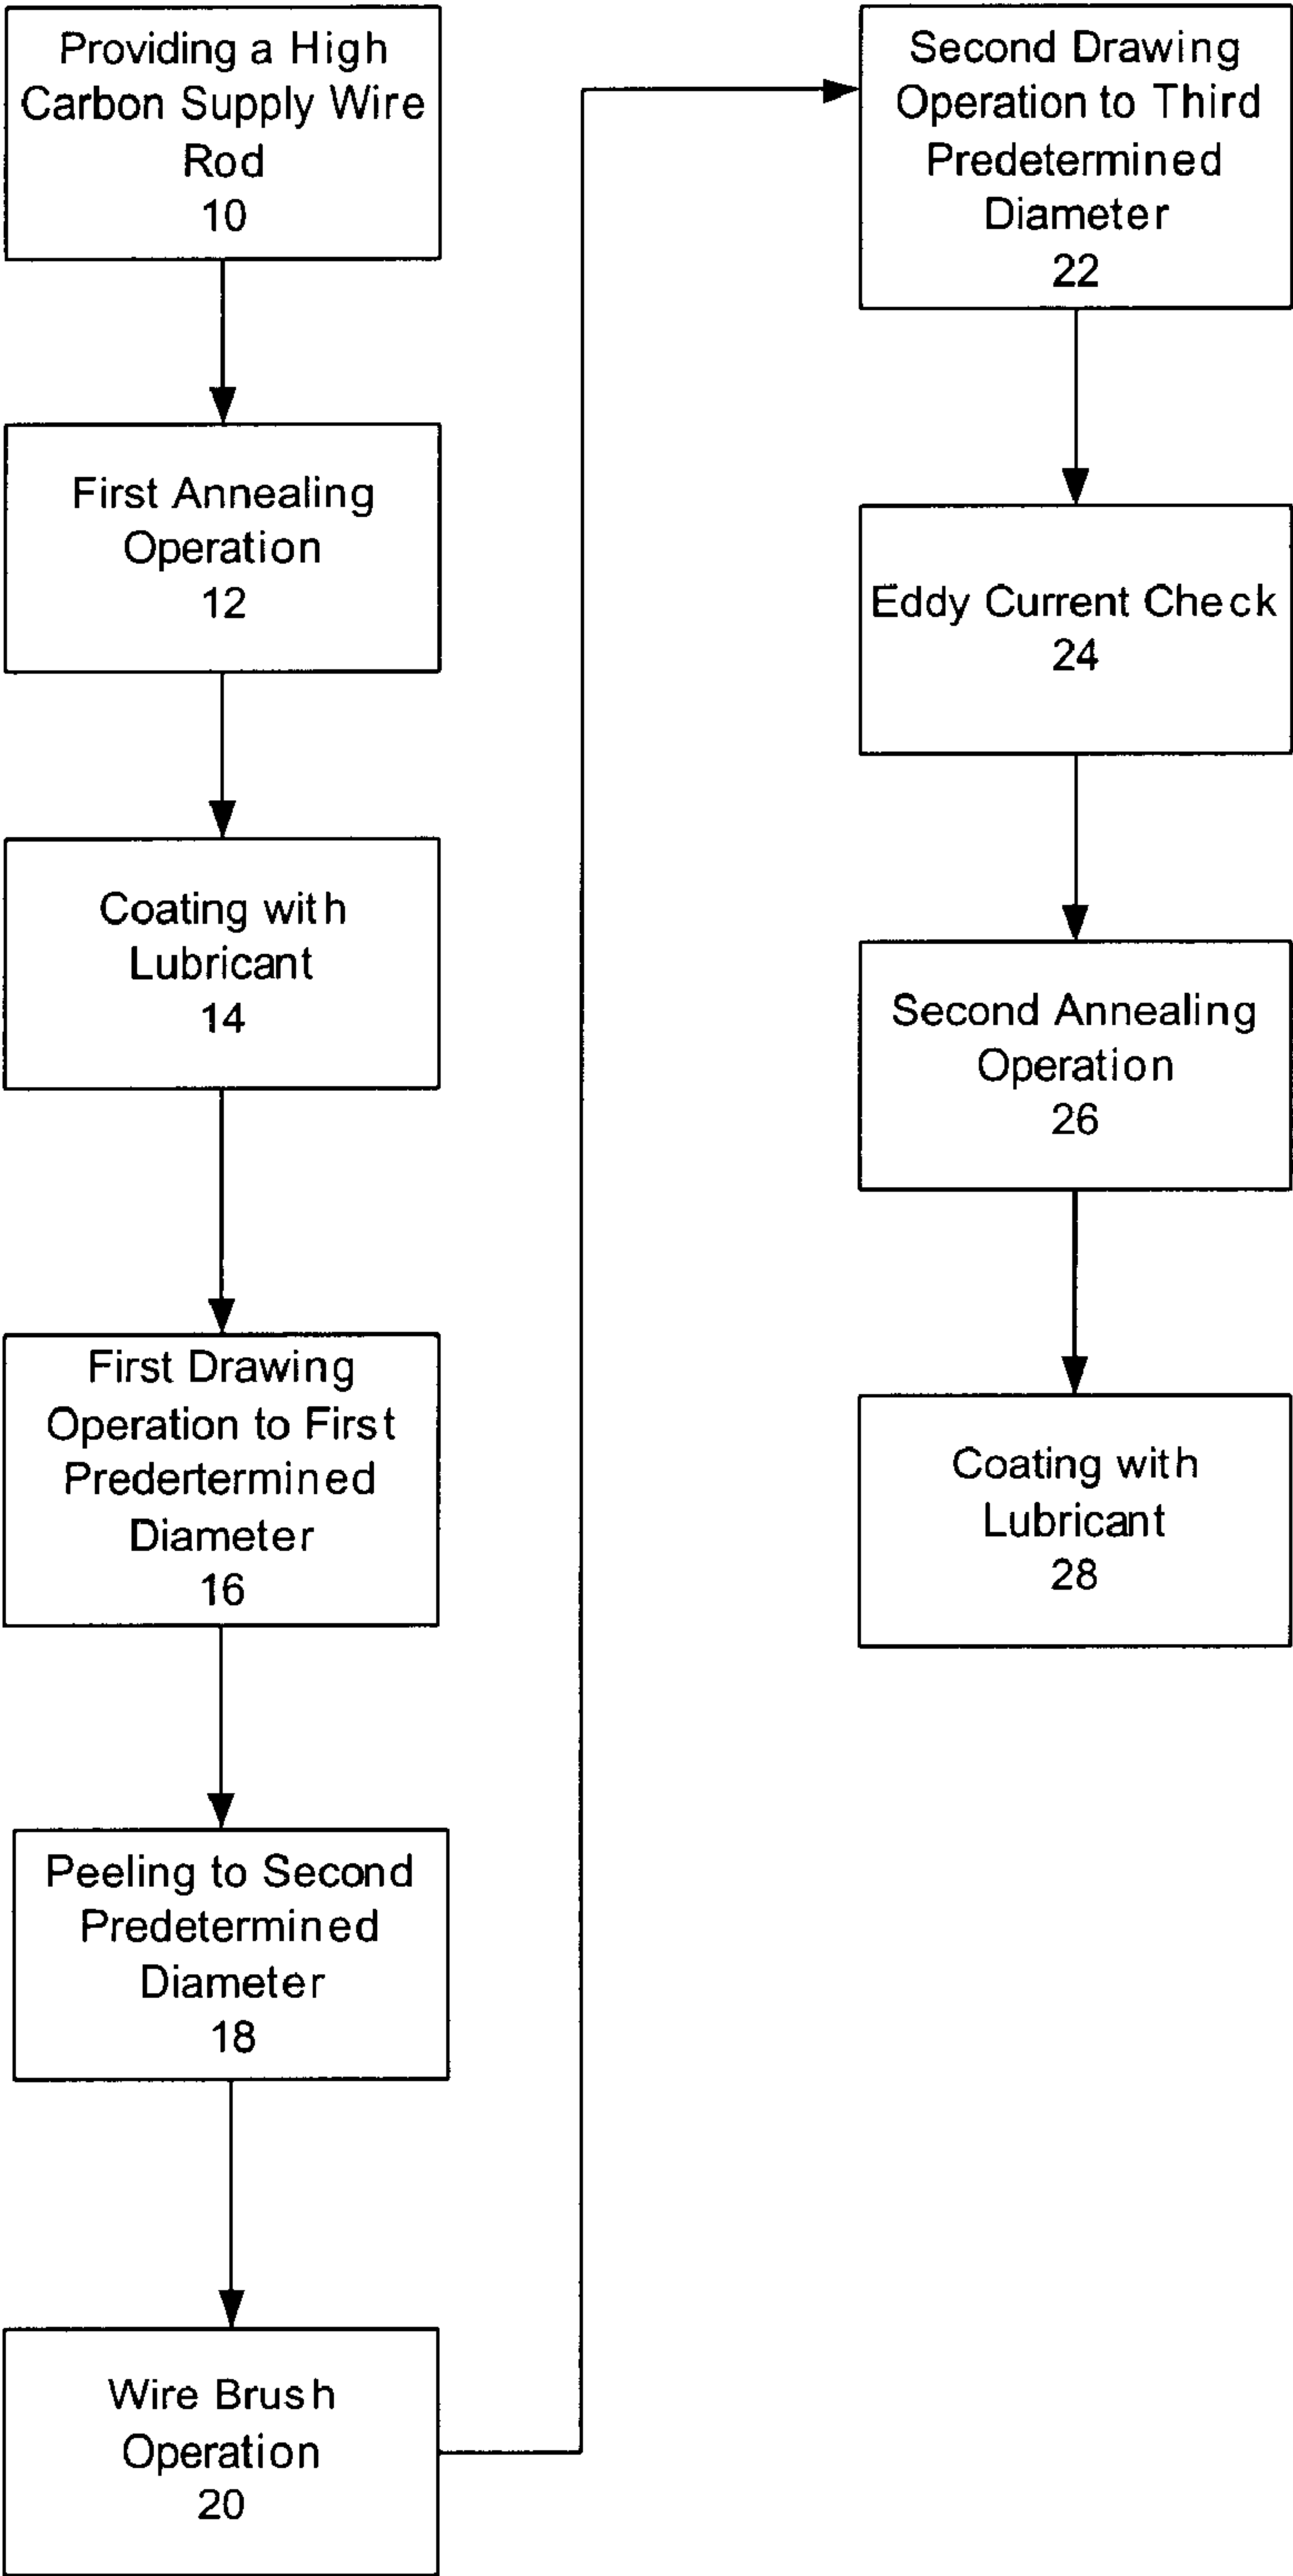 Providing a High
Carbon Supply Wire
Rod
10
First Annealing
Operation
12
Coating with
Lubricant
14
First Drawing
Operation to First
Predertermined
Diameter
16
Peeling to Second
Predetermined
Diameter
18
Wire Brush
Operation
20
Second Drawing
Operation to Third
Predetermined
Diameter
22
Eddy Current Check
24
Second Annealing
Operation
26
Coating with
Lubricant
28